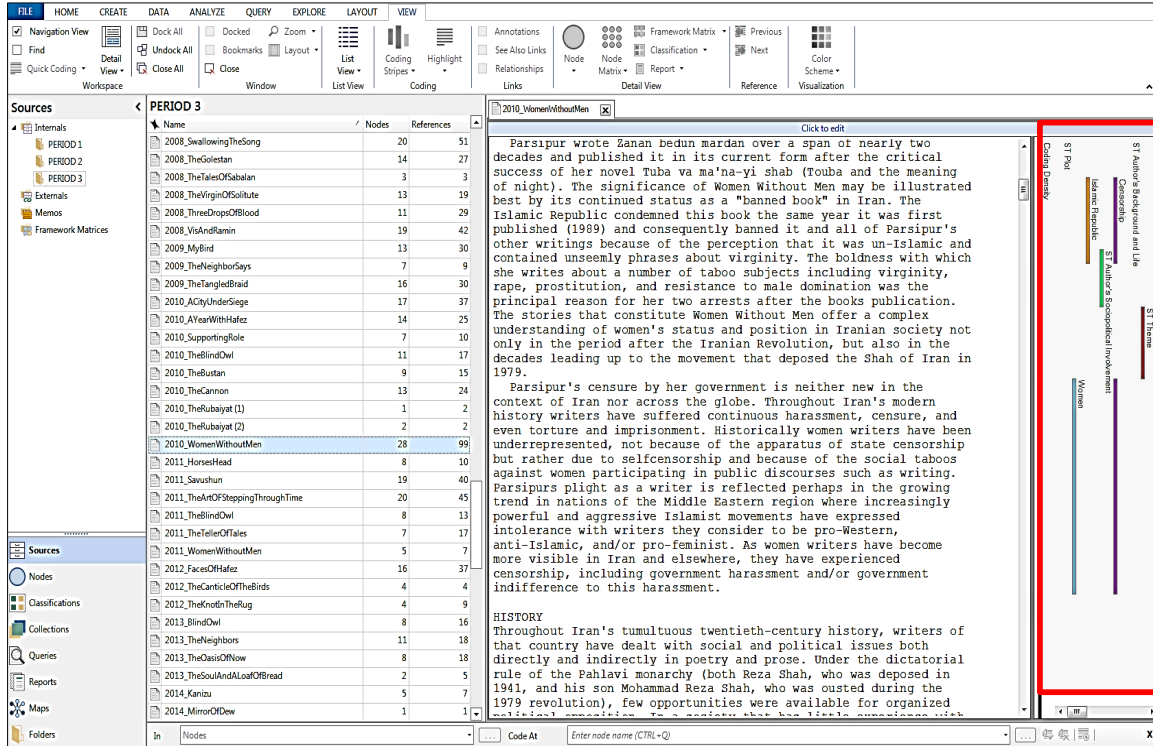 FILE HOME CREATE DATA ANALYZE QUERY EXPLORE LAYOUT VIEW
Navigation View
Find
Quick Coding
Detail View
Workspace
Dock All
Undock All
Close All
Docked
Bookmarks
Close
Zoom
Layout
Window
List View
List View
Coding Stripes
Highlight
Coding
Annotations
See Also Links
Relationships
Links
Node
Node Matrix
Framework Matrix
Classification
Report
Detail View
Previous
Next
Reference
Color Scheme
Visualization
Sources
Internals
PERIOD 1
PERIOD 2
PERIOD 3
Externals
Memos
Framework Matrices
Sources
Nodes
Classifications
Collections
Queries
Reports
Maps
Folders
PERIOD 3
Name Nodes References
2008_SwallowingTheSong 20 51
2008_TheGolestan 14 27
2008_TheTalesOfSabalan 3 3
2008_TheVirginOfSolitute 13 19
2008_ThreeDropsOfBlood 11 29
2008_VisAndRamin 19 42
2009_MyBird 13 30
2009_TheNeighborSays 7 9
2009_TheTangledBraid 16 30
2010_ACityUnderSiege 17 37
2010_AYearWithHafez 14 25
2010_SupportingRole 7 10
2010_TheBlindOwl 11 17
2010_TheBustan 9 15
2010_TheCannon 13 24
2010_TheRubaiyat (1) 1 2
2010_TheRubaiyat (2) 2 2
2010_WomenWithoutMen 28 99
2011_HorsesHead 8 10
2011_Savushun 19 40
2011_TheArtOFSteppingThroughTime 20 45
2011_TheBlindOwl 8 13
2011_TheTellerOfTales 7 17
2011_WomenWithoutMen 5 7
2012_FacesOfHafez 16 37
2012_TheCanticleOfTheBirds 4 4
2012_TheKnotInTheRug 4 9
2013_BlindOwl 8 16
2013_TheNeighbors 11 18
2013_TheOasisOfNow 8 18
2013_TheSoulAndALoafOfBread 2 5
2014_Kanizu 5 7
2014_MirrorOfDew 1 1
2010_WomenWithoutMen
Click to edit
Parsipur wrote Zanan bedun mardan over a span of nearly two
decades and published it in its current form after the critical
success of her novel Tuba va ma'na-yi shab (Touba and the meaning
of night). The significance of Women Without Men may be illustrated
best by its continued status as a "banned book" in Iran. The
Islamic Republic condemned this book the same year it was first
published (1989) and consequently banned it and all of Parsipur's
other writings because of the perception that it was un-Islamic and
contained unseemly phrases about virginity. The boldness with which
she writes about a number of taboo subjects including virginity,
rape, prostitution, and resistance to male domination was the
principal reason for her two arrests after the books publication.
The stories that constitute Women Without Men offer a complex
understanding of women's status and position in Iranian society not
only in the period after the Iranian Revolution, but also in the
decades leading up to the movement that deposed the Shah of Iran in
1979.
Parsipur's censure by her government is neither new in the
context of Iran nor across the globe. Throughout Iran's modern
history writers have suffered continuous harassment, censure, and
even torture and imprisonment. Historically women writers have been
underrepresented, not because of the apparatus of state censorship
but rather due to selfcensorship and because of the social taboos
against women participating in public discourses such as writing.
Parsipurs plight as a writer is reflected perhaps in the growing
trend in nations of the Middle Eastern region where increasingly
powerful and aggressive Islamist movements have expressed
intolerance with writers they consider to be pro-Western,
anti-Islamic, and/or pro-feminist. As women writers have become
more visible in Iran and elsewhere, they have experienced
censorship, including government harassment and/or government
indifference to this harassment.
HISTORY
Throughout Iran's tumultuous twentieth-century history, writers of
that country have dealt with social and political issues both
directly and indirectly in poetry and prose. Under the dictatorial
rule of the Pahlavi monarchy (both Reza Shah, who was deposed in
1941, and his son Mohammad Reza Shah, who was ousted during the
1979 revolution), few opportunities were available for organized
Coding Density
ST Plot
Islamic Republic
Women
ST Author's Sociopolitical Involvement
Censorship
ST Author's Background and Life
ST Theme
In Nodes ... Code At Enter node name (CTRL+Q) ... X